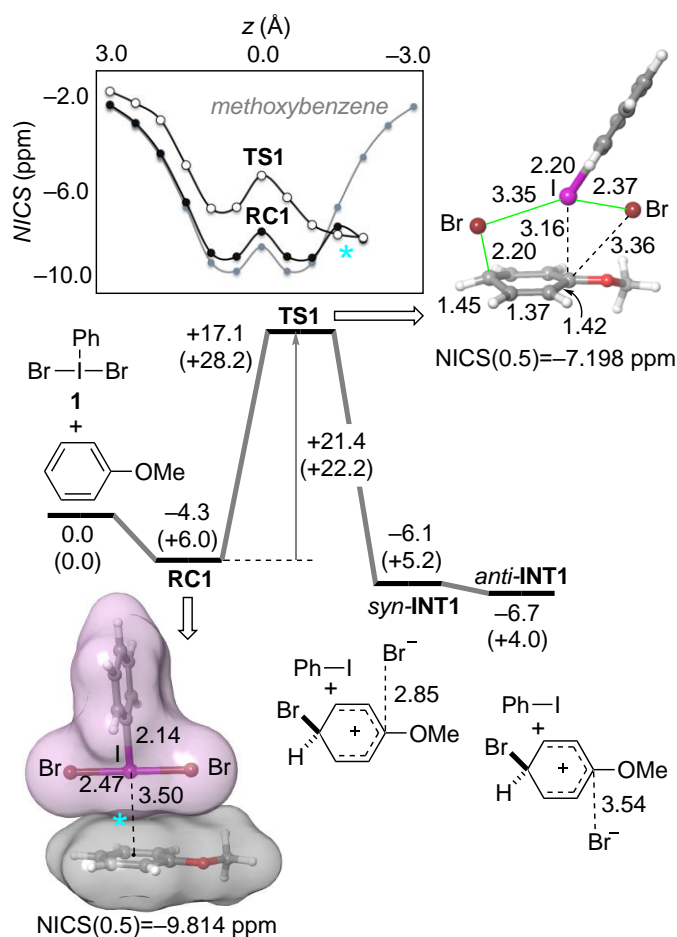 z (Å)
3.0 0.0 –3.0
–2.0
–6.0
–10.0
NICS (ppm)
methoxybenzene
TS1
RC1
*
2.20
I
2.37
3.35
Br
Br
3.16
2.20
3.36
1.45
1.37
1.42
NICS(0.5)=–7.198 ppm
TS1
+17.1
(+28.2)
+21.4
(+22.2)
Ph
Br–I–Br
1
+
OMe
0.0
(0.0)
–4.3
(+6.0)
RC1
–6.1
(+5.2)
syn-INT1
anti-INT1
–6.7
(+4.0)
I
2.14
Br
Br
2.47
3.50
*
NICS(0.5)=–9.814 ppm
Ph–I
+
Br–
2.85
Br
+
OMe
H
Ph–I
+
Br
+
OMe
H
3.54
Br–